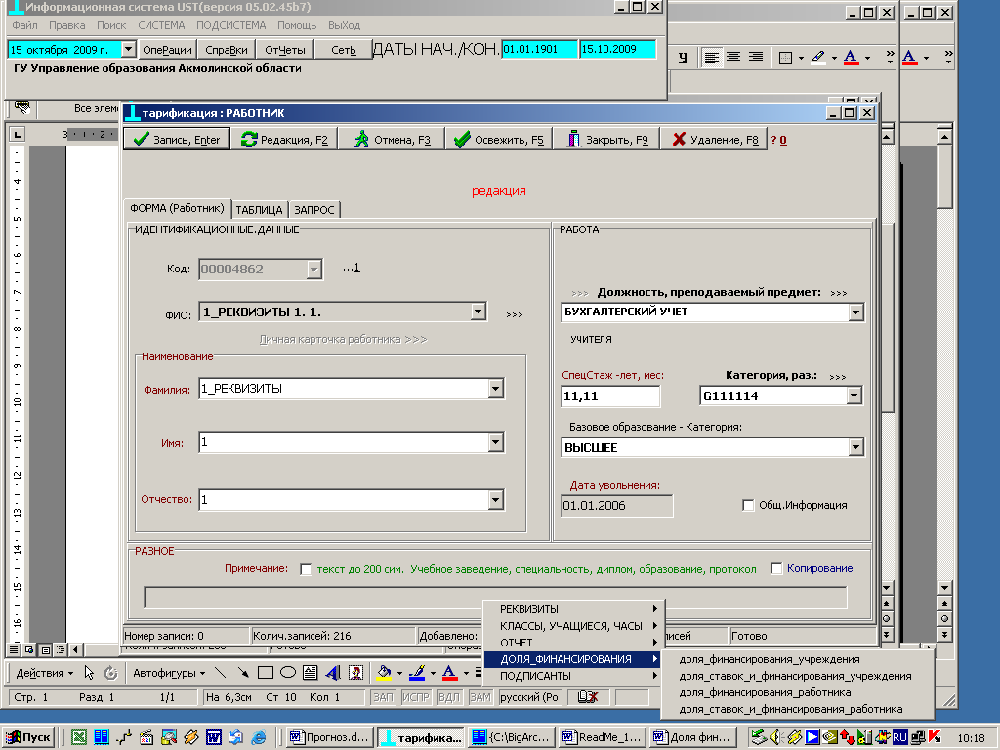 Информационная система UST(версия 05.02.45b7)
Файл Правка Поиск СИСТЕМА ПОДСИСТЕМА Помощь ВыХод
15 октября 2009 г. ОпеРации СпраВки ОтЧеты СетЬ ДАТЫ НАЧ./КОН. 01.01.1901 15.10.2009
ГУ Управление образования Акмолинской области
Все элем
тарификация : РАБОТНИК
Запись, Enter Редакция, F2 Отмена, F3 Освежить, F5 Закрыть, F9 Удаление, F8 ? 0
редакция
ФОРМА (Работник) ТАБЛИЦА ЗАПРОС
ИДЕНТИФИКАЦИОННЫЕ.ДАННЫЕ
Код: 00004862 ...1
ФИО: 1_РЕКВИЗИТЫ 1. 1. >>>
Личная карточка работника >>>
Наименование
Фамилия: 1_РЕКВИЗИТЫ
Имя: 1
Отчество: 1
РАБОТА
>>> Должность, преподаваемый предмет: >>>
БУХГАЛТЕРСКИЙ УЧЕТ
УЧИТЕЛЯ
СпецСтаж -лет, мес: Категория, раз.: >>>
11,11 G111114
Базовое образование - Категория:
ВЫСШЕЕ
Дата увольнения:
01.01.2006 Общ.Информация
РАЗНОЕ
Примечание: текст до 200 сим. Учебное заведение, специальность, диплом, образование, протокол Копирование
Номер записи: 0 Колич.записей: 216 Добавлено: писей Готово
РЕКВИЗИТЫ
КЛАССЫ, УЧАЩИЕСЯ, ЧАСЫ
ОТЧЕТ
ДОЛЯ_ФИНАНСИРОВАНИЯ
ПОДПИСАНТЫ
доля_финансирования_учреждения
доля_ставок_и_финансирования_учреждения
доля_финансирования_работника
доля_ставок_и_финансирования_работника
Действия Автофигуры
Стр. 1 Разд 1 1/1 На 6,3см Ст 10 Кол 1 ЗАП ИСПР ВДЛ ЗАМ русский (Ро
Пуск Прогноз.d... тарифика... {C:\BigArc... ReadMe_1... Доля фин... RU 10:18